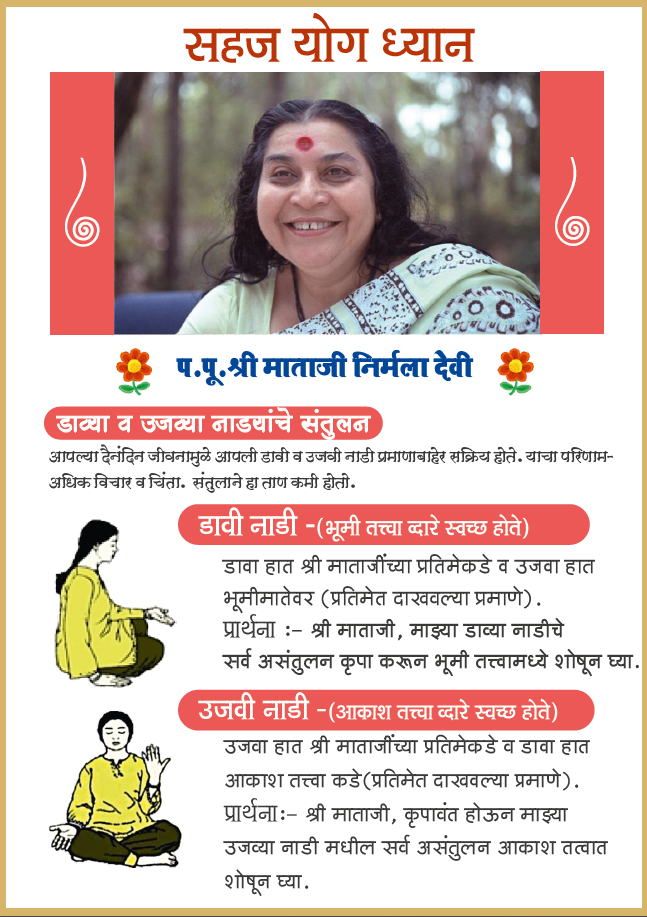 सहज योग ध्यान
प.पू.श्री माताजी निर्मला देवी
डाव्या व उजव्या नाडयांचे संतुलन
आपल्या दैनंदिन जीवनामुळे आपली डावी व उजवी नाडी प्रमाणाबाहेर सक्रिय होते. याचा परिणाम-
अधिक विचार व चिंता. संतुलाने हा ताण कमी होतो.
डावी नाडी -(भूमी तत्त्वा व्दारे स्वच्छ होते)
डावा हात श्री माताजींच्या प्रतिमेकडे व उजवा हात
भूमीमातेवर (प्रतिमेत दाखवल्या प्रमाणे).
प्रार्थना :– श्री माताजी, माझ्या डाव्या नाडीचे
सर्व असंतुलन कृपा करून भूमी तत्त्वामध्ये शोषून घ्या.
उजवी नाडी -(आकाश तत्त्वा व्दारे स्वच्छ होते)
उजवा हात श्री माताजींच्या प्रतिमेकडे व डावा हात
आकाश तत्त्वा कडे(प्रतिमेत दाखवल्या प्रमाणे).
प्रार्थना:– श्री माताजी, कृपावंत होऊन माझ्या
उजव्या नाडी मधील सर्व असंतुलन आकाश तत्वात
शोषून घ्या.